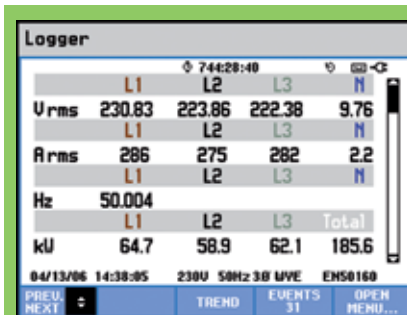 Logger
744:28:40
L1 L2 L3 N
Vrms 230.83 223.86 222.38 9.76
L1 L2 L3 N
Arms 286 275 282 2.2
L1 L2 L3 N
Hz 50.004
L1 L2 L3 Total
kW 64.7 58.9 62.1 185.6
04/13/06 14:38:05 230V 50Hz 3Ø WYE EN50160
PREV. NEXT TREND EVENTS 31 OPEN MENU...